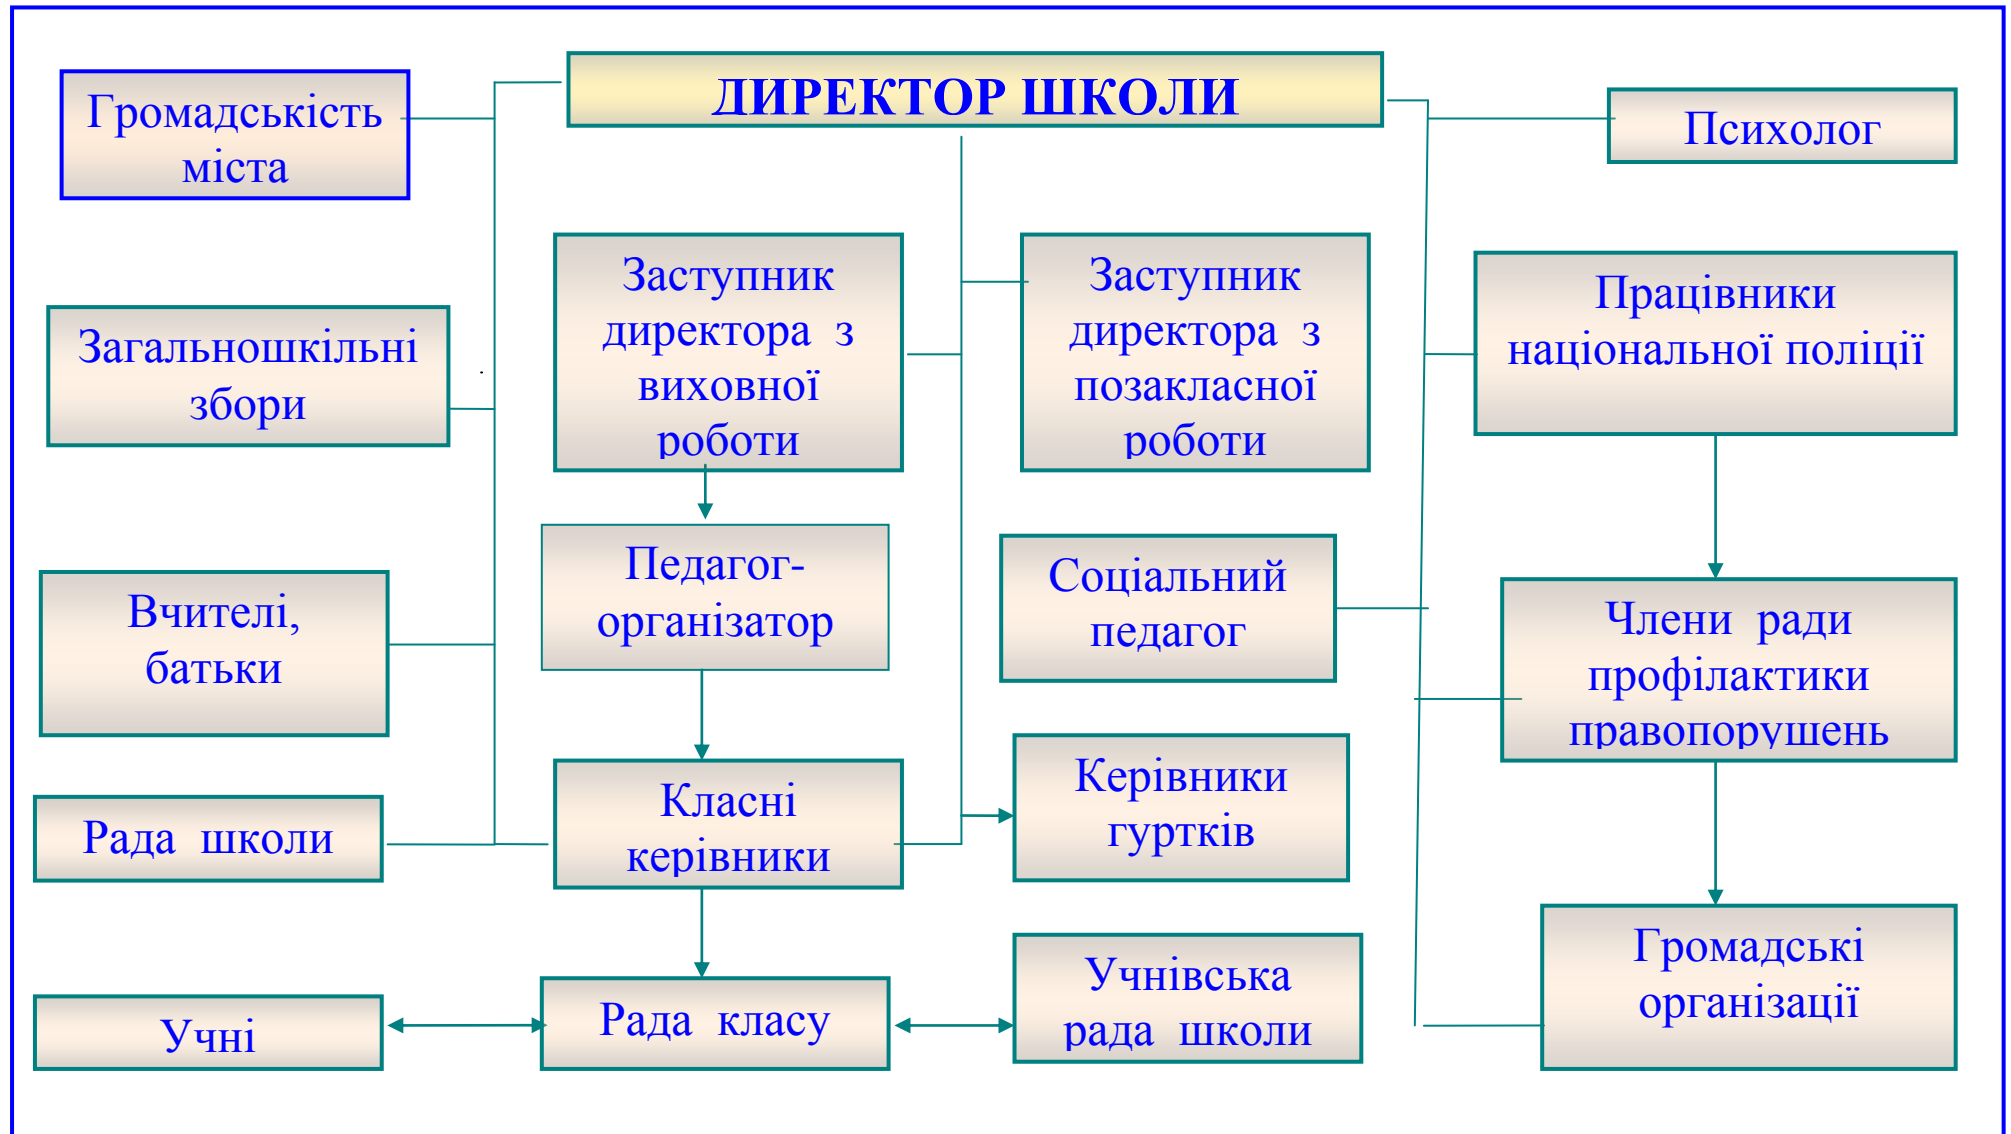 ДИРЕКТОР ШКОЛИ
Громадськість
міста
Психолог
Заступник
директора з
виховної
роботи
Заступник
директора з
позакласної
роботи
Працівники
національної поліції
Загальношкільні
збори
Педагог-
організатор
Соціальний
педагог
Вчителі,
батьки
Члени ради
профілактики
правопорушень
Керівники
гуртків
Класні
керівники
Рада школи
Громадські
організації
Учнівська
рада школи
Рада класу
Учні